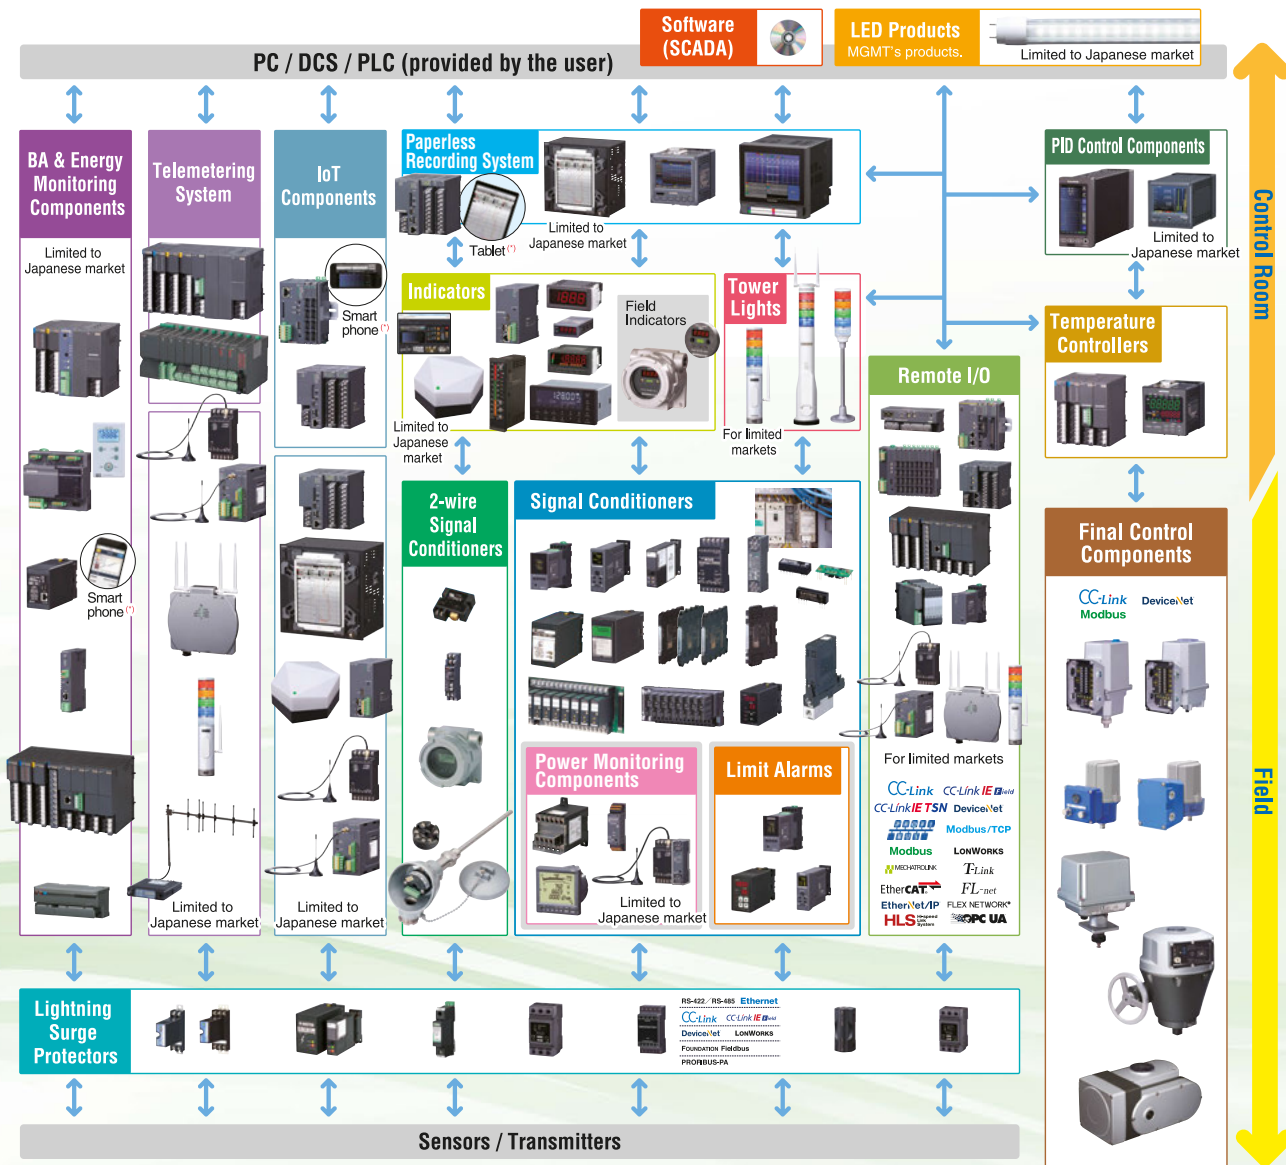 Software
(SCADA)
LED Products
MGMT's products.
Limited to Japanese market
PC / DCS / PLC (provided by the user)
BA & Energy
Monitoring
Components
Limited to
Japanese market
Smart
phone(*)
Telemetering
System
Limited to
Japanese market
IoT
Components
Smart
phone(*)
Limited to
Japanese market
Paperless
Recording System
Tablet(*)
Limited to
Japanese market
Indicators
Field
Indicators
Limited to
Japanese
market
Tower
Lights
For limited
markets
PID Control Components
Limited to
Japanese market
Temperature
Controllers
Remote I/O
For limited markets
CC-Link CC-Link IE Field
CC-Link IE TSN DeviceNet
PROFIBUS Modbus/TCP
Modbus LONWORKS
MECHATROLINK T-Link
EtherCAT FL-net
EtherNet/IP FLEX NETWORK®
HLS Hi-speed Link System OPC UA
2-wire
Signal
Conditioners
Signal Conditioners
Power Monitoring
Components
Limited to
Japanese market
Limit Alarms
Final Control
Components
CC-Link DeviceNet
Modbus
Lightning
Surge
Protectors
RS-422 / RS-485 Ethernet
CC-Link CC-Link IE Field
DeviceNet LONWORKS
FOUNDATION Fieldbus
PROFIBUS-PA
Sensors / Transmitters
Control Room
Field